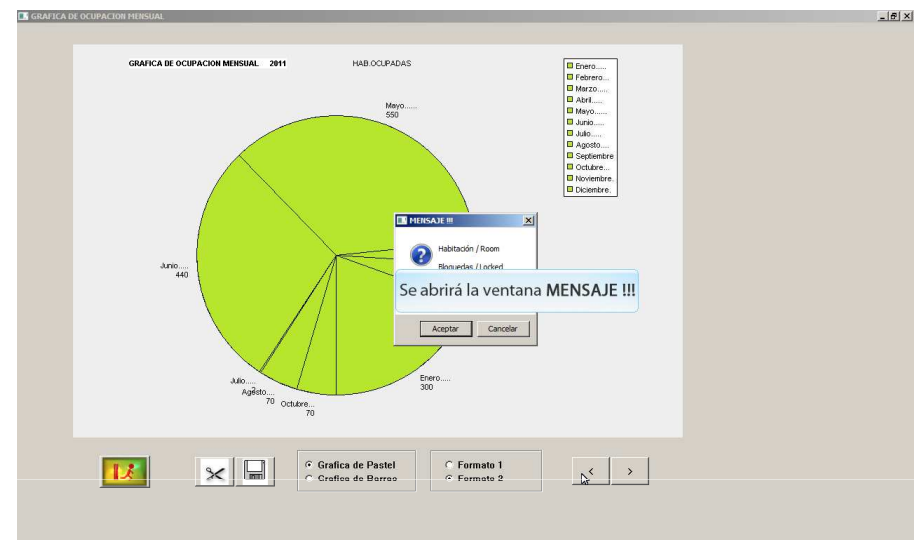 GRAFICA DE OCUPACION MENSUAL
GRAFICA DE OCUPACION MENSUAL 2011
HAB.OCUPADAS
Enero.....
Febrero...
Marzo.....
Abril.....
Mayo......
Junio.....
Julio.....
Agosto....
Septiembre
Octubre...
Noviembre.
Diciembre.
Mayo......
550
Junio.....
440
Julio.....
2
Agosto....
70
Octubre...
70
Enero.....
300
MENSAJE !!!
Habitación / Room
Bloquedas / Locked
Se abrirá la ventana MENSAJE !!!
Aceptar
Cancelar
Grafica de Pastel
Grafica de Barras
Formato 1
Formato 2
<
>